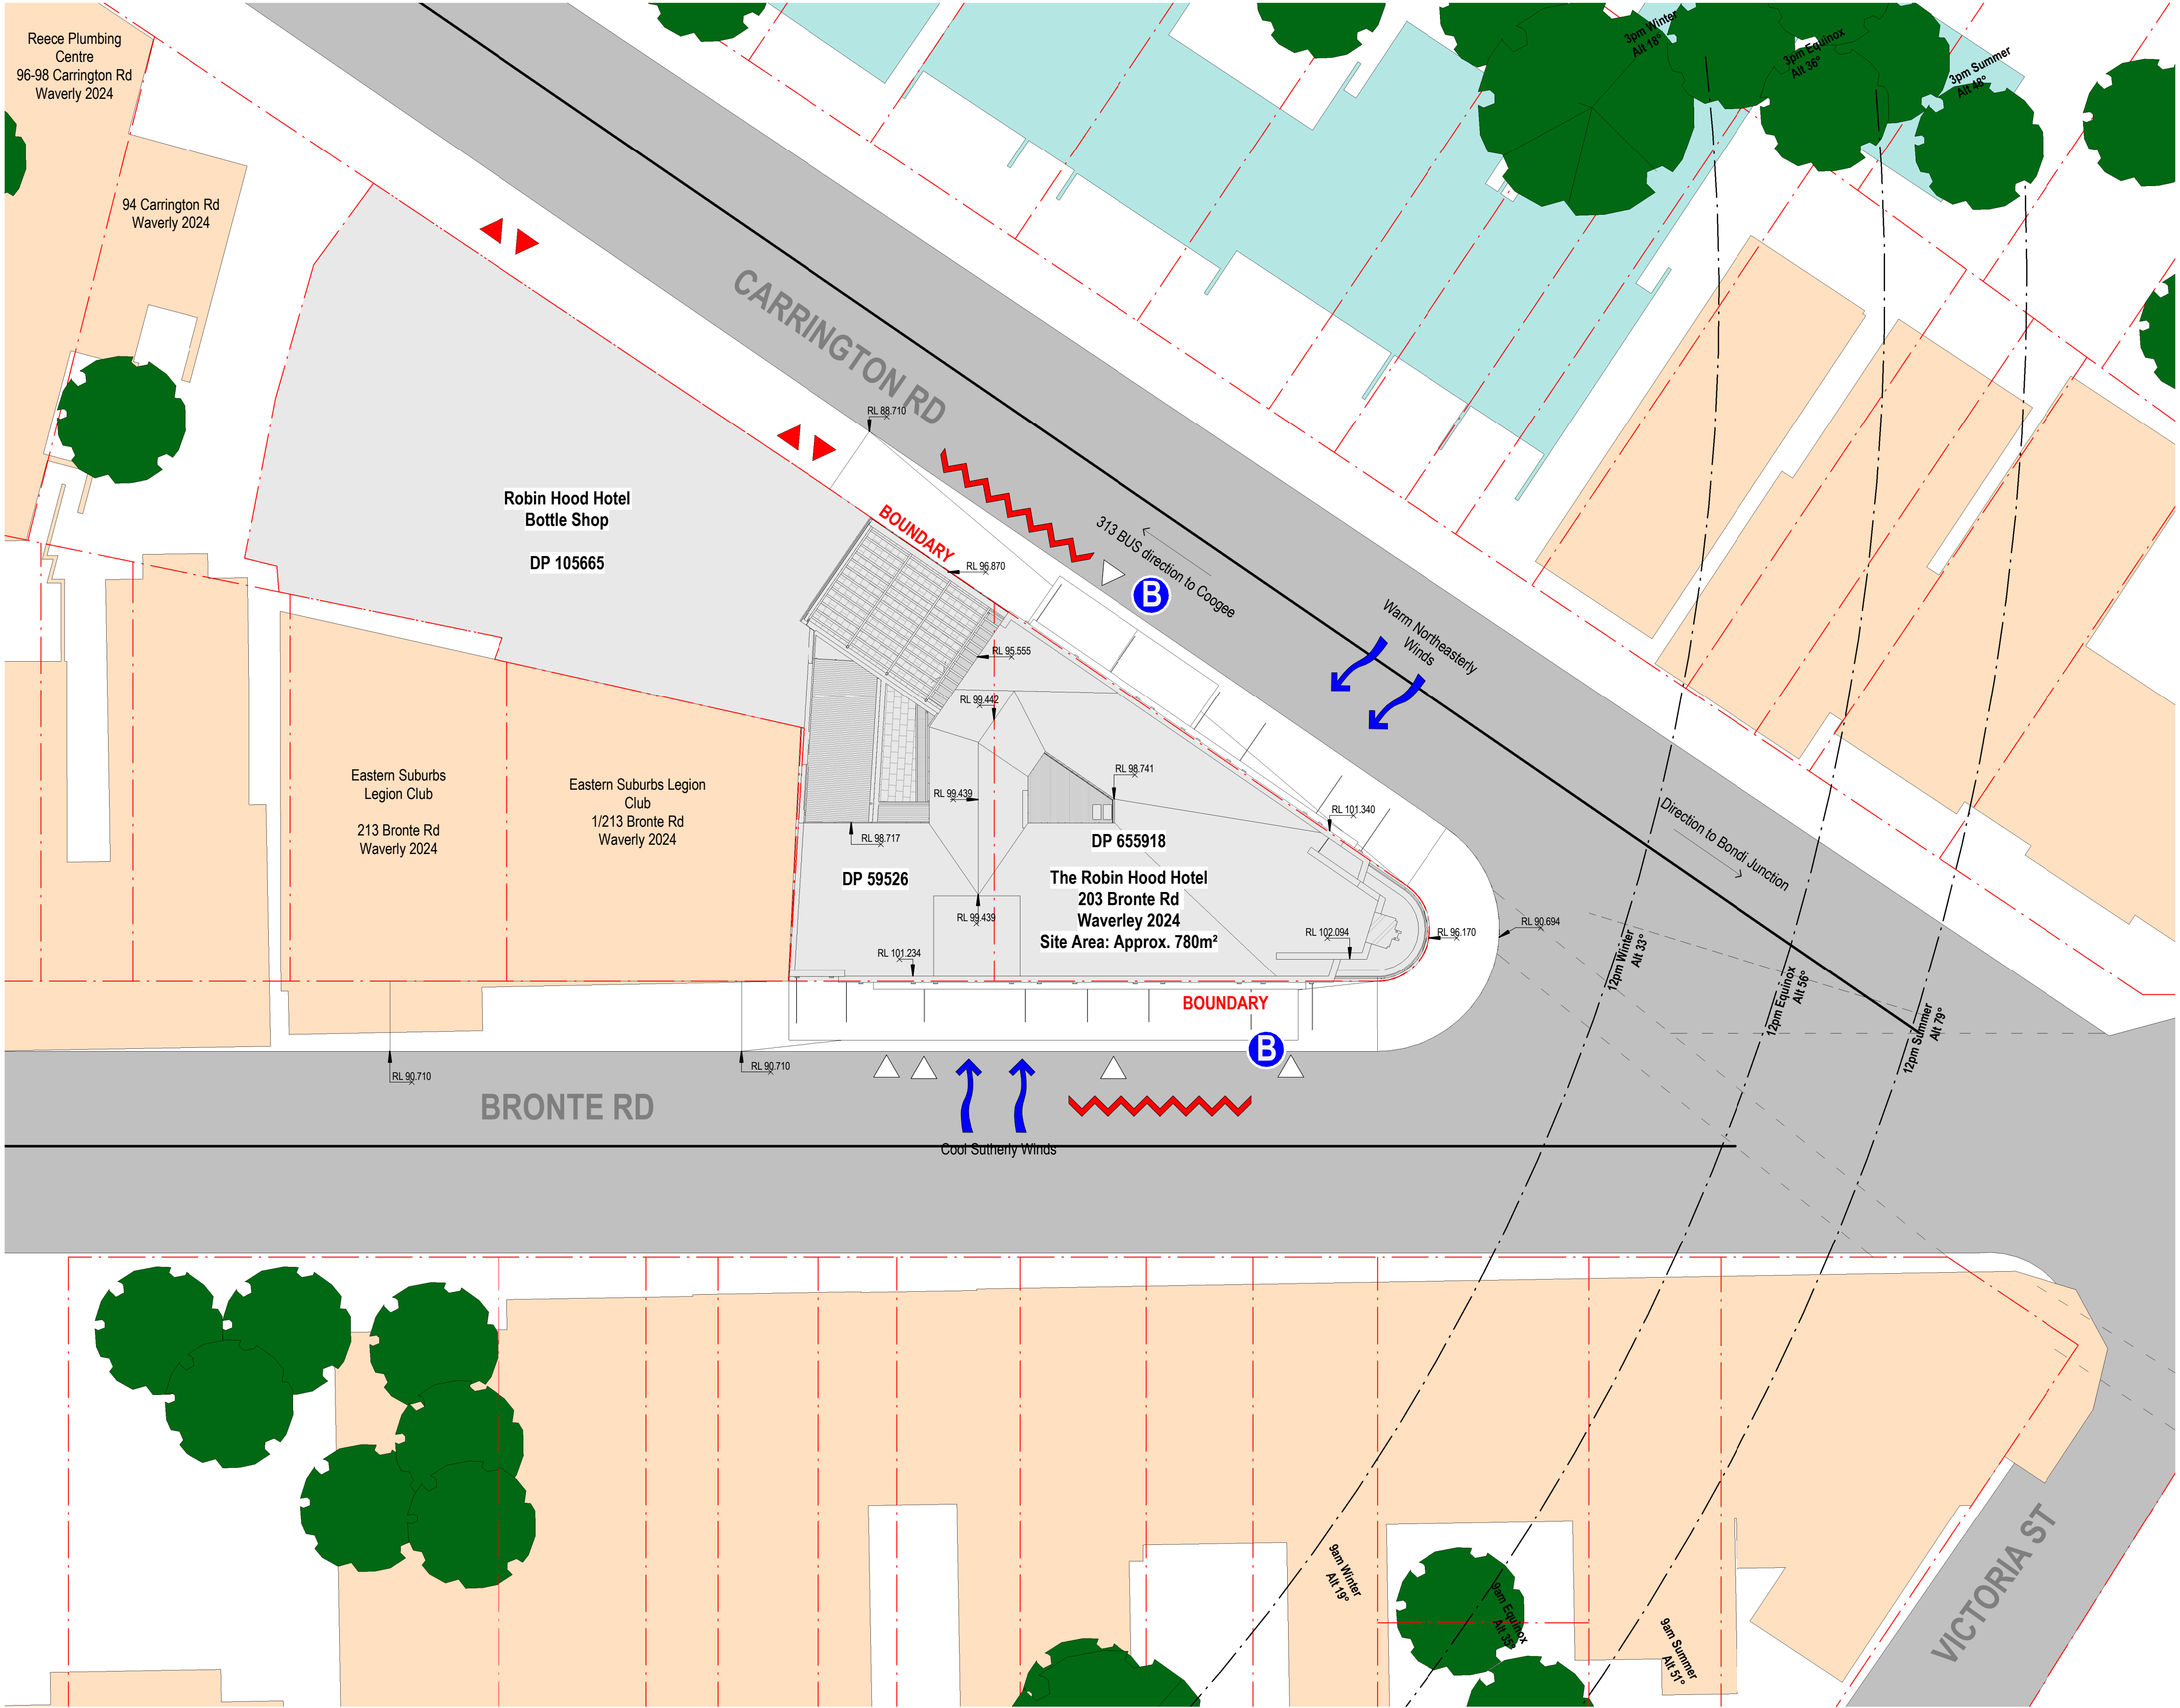 Reece Plumbing
Centre
96-98 Carrington Rd
Waverly 2024
94 Carrington Rd
Waverly 2024
3pm Winter
Alt 18°
3pm Equinox
Alt 36°
3pm Summer
Alt 48°
CARRINGTON RD
RL 88.710
Robin Hood Hotel
Bottle Shop
DP 105665
BOUNDARY
313 BUS direction to Coogee
B
RL 96.870
Warm Northeasterly
Winds
RL 95.555
RL 99.442
RL 98.741
RL 99.439
RL 101.340
Direction to Bondi Junction
Eastern Suburbs
Legion Club
213 Bronte Rd
Waverly 2024
Eastern Suburbs Legion
Club
1/213 Bronte Rd
Waverly 2024
RL 98.717
DP 655918
DP 59526
The Robin Hood Hotel
203 Bronte Rd
Waverley 2024
Site Area: Approx. 780m²
RL 99.439
RL 101.234
RL 102.094
RL 96.170
RL 90.694
12pm Winter
Alt 33°
12pm Equinox
Alt 56°
12pm Summer
Alt 79°
BOUNDARY
B
RL 90.710
RL 90.710
BRONTE RD
Cool Sutherly Winds
9am Winter
Alt 19°
9am Equinox
Alt 35°
9am Summer
Alt 51°
VICTORIA ST